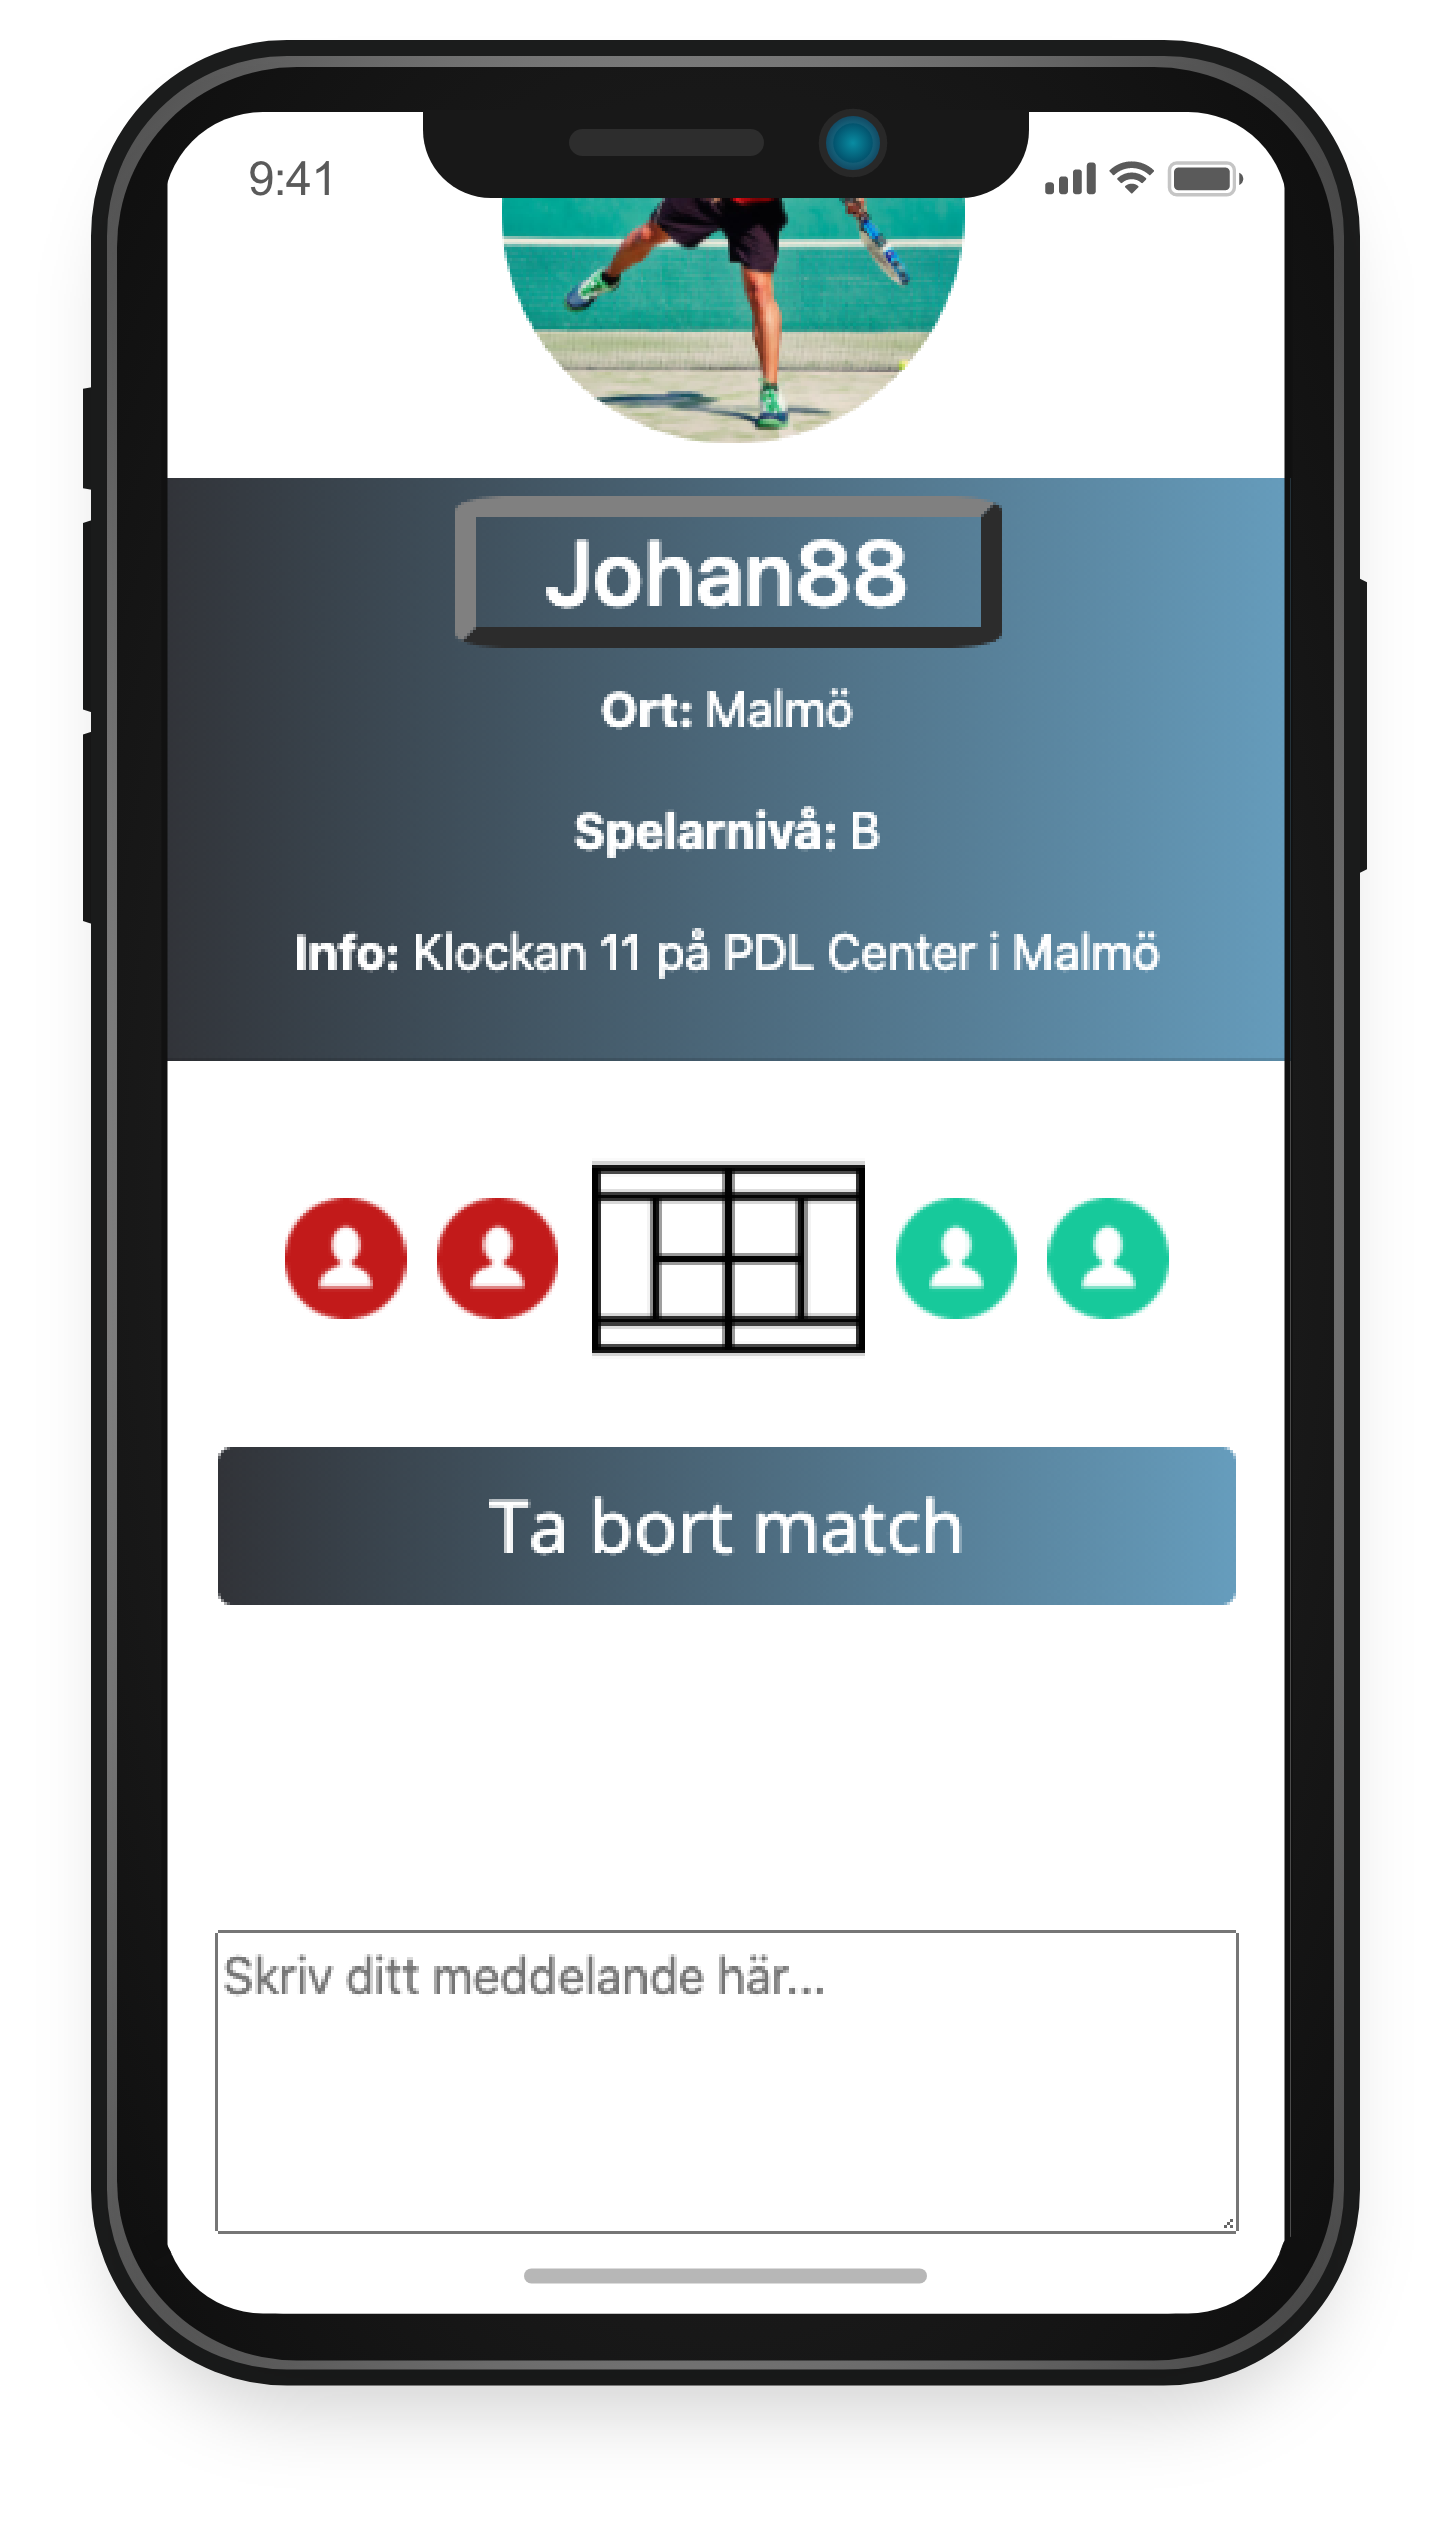 9:41
Johan88
Ort: Malmö
Spelarnivå: B
Info: Klockan 11 på PDL Center i Malmö
Ta bort match
Skriv ditt meddelande här...